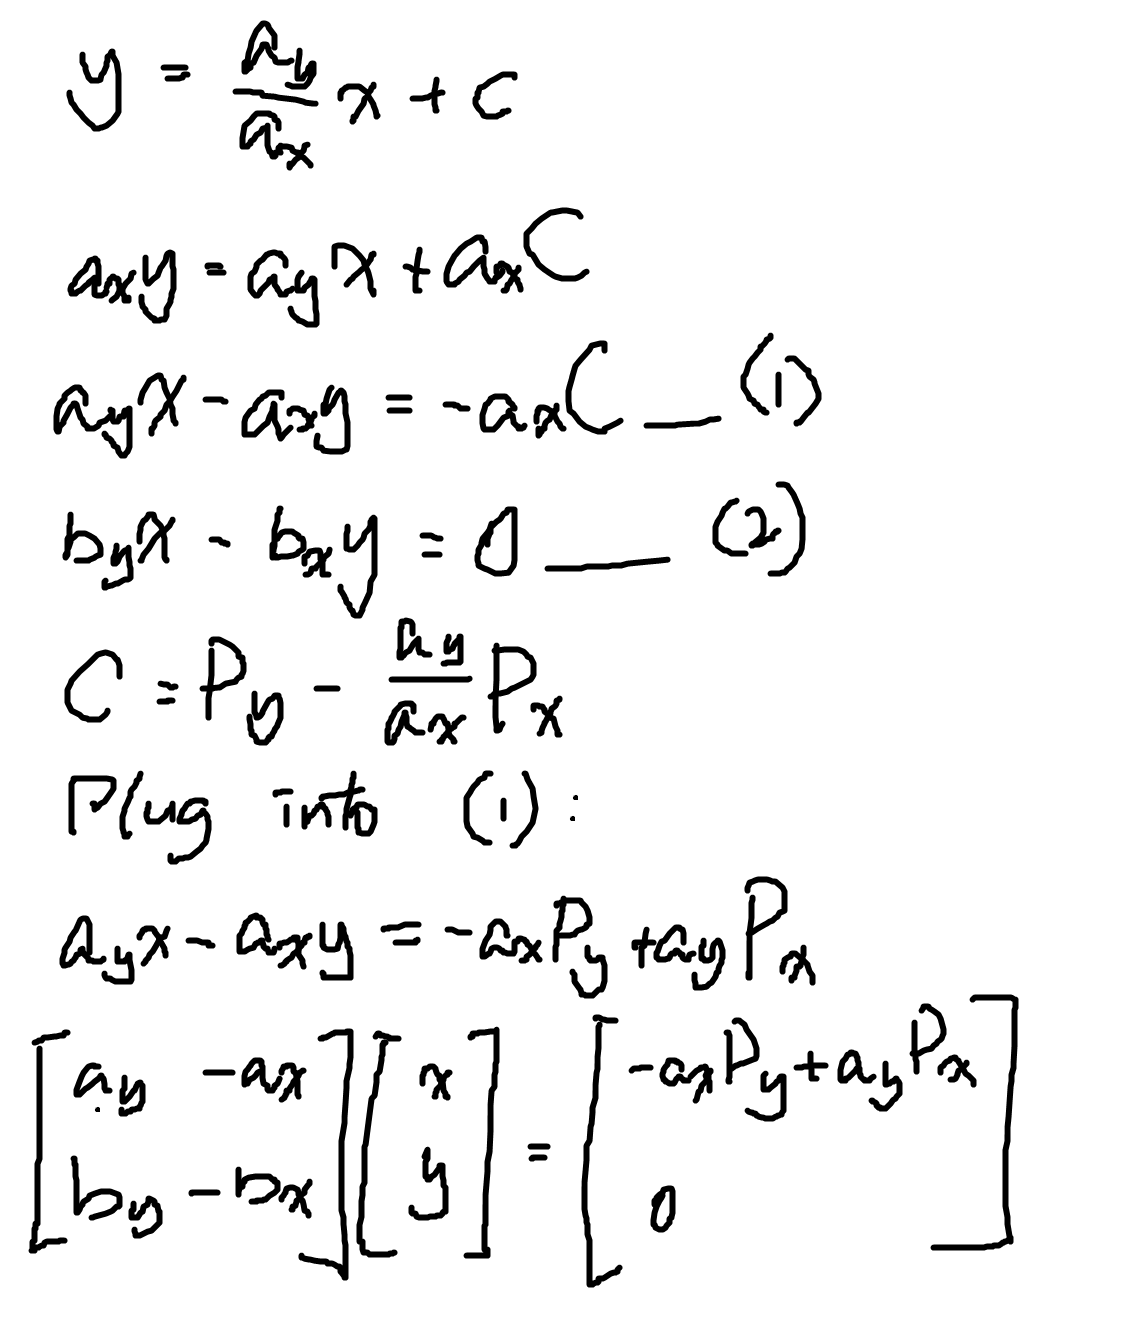 y = \frac{a_y}{a_x} x + c
a_x y = a_y x + a_x C
a_y x - a_x y = -a_x C __ (1)
b_y x - b_x y = 0 ___ (2)
C = P_y - \frac{a_y}{a_x} P_x
Plug into (1) :
a_y x - a_x y = -a_x P_y + a_y P_x
\begin{bmatrix} a_y & -a_x \\ b_y & -b_x \end{bmatrix} \begin{bmatrix} x \\ y \end{bmatrix} = \begin{bmatrix} -a_x P_y + a_y P_x \\ 0 \end{bmatrix}